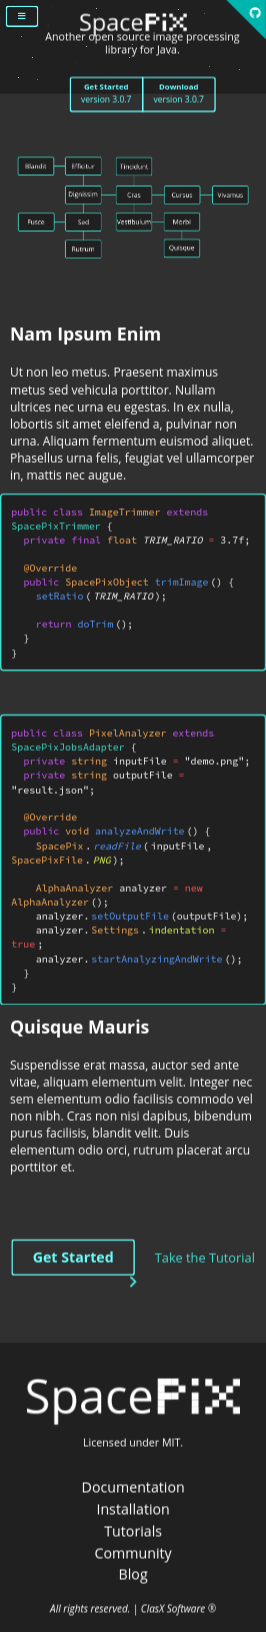 SpacePiX
Another open source image processing
library for Java.
Get Started
version 3.0.7
Download
version 3.0.7
Blandit
Efficitur
Tincidunt
Dignissim
Cras
Cursus
Vivamus
Fusce
Sed
Vestibulum
Morbi
Rutrum
Quisque
Nam Ipsum Enim
Ut non leo metus. Praesent maximus
metus sed vehicula porttitor. Nullam
ultrices nec urna eu egestas. In ex nulla,
lobortis sit amet eleifend a, pulvinar non
urna. Aliquam fermentum euismod aliquet.
Phasellus urna felis, feugiat vel ullamcorper
in, mattis nec augue.
public class ImageTrimmer extends
SpacePixTrimmer {
private final float TRIM_RATIO = 3.7f;
@Override
public SpacePixObject trimImage() {
setRatio(TRIM_RATIO);
return doTrim();
}
}
public class PixelAnalyzer extends
SpacePixJobsAdapter {
private string inputFile = "demo.png";
private string outputFile =
"result.json";
@Override
public void analyzeAndWrite() {
SpacePix.readFile(inputFile,
SpacePixFile.PNG);
AlphaAnalyzer analyzer = new
AlphaAnalyzer();
analyzer.setOutputFile(outputFile);
analyzer.Settings.indentation =
true;
analyzer.startAnalyzingAndWrite();
}
}
Quisque Mauris
Suspendisse erat massa, auctor sed ante
vitae, aliquam elementum velit. Integer nec
sem elementum odio facilisis commodo vel
non nibh. Cras non nisi dapibus, bibendum
purus facilisis, blandit velit. Duis
elementum odio orci, rutrum placerat arcu
porttitor et.
Get Started
Take the Tutorial
SpacePiX
Licensed under MIT.
Documentation
Installation
Tutorials
Community
Blog
All rights reserved. | ClasX Software ®